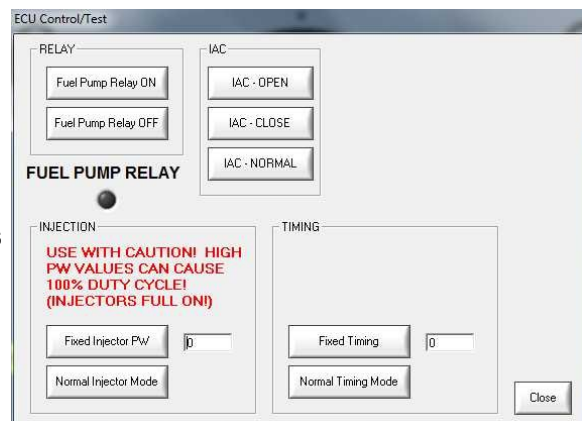 ECU Control/Test
RELAY
Fuel Pump Relay ON
Fuel Pump Relay OFF
IAC
IAC - OPEN
IAC - CLOSE
IAC - NORMAL
FUEL PUMP RELAY
INJECTION
USE WITH CAUTION! HIGH
PW VALUES CAN CAUSE
100% DUTY CYCLE!
(INJECTORS FULL ON!)
Fixed Injector PW
0
Normal Injector Mode
TIMING
Fixed Timing
0
Normal Timing Mode
Close